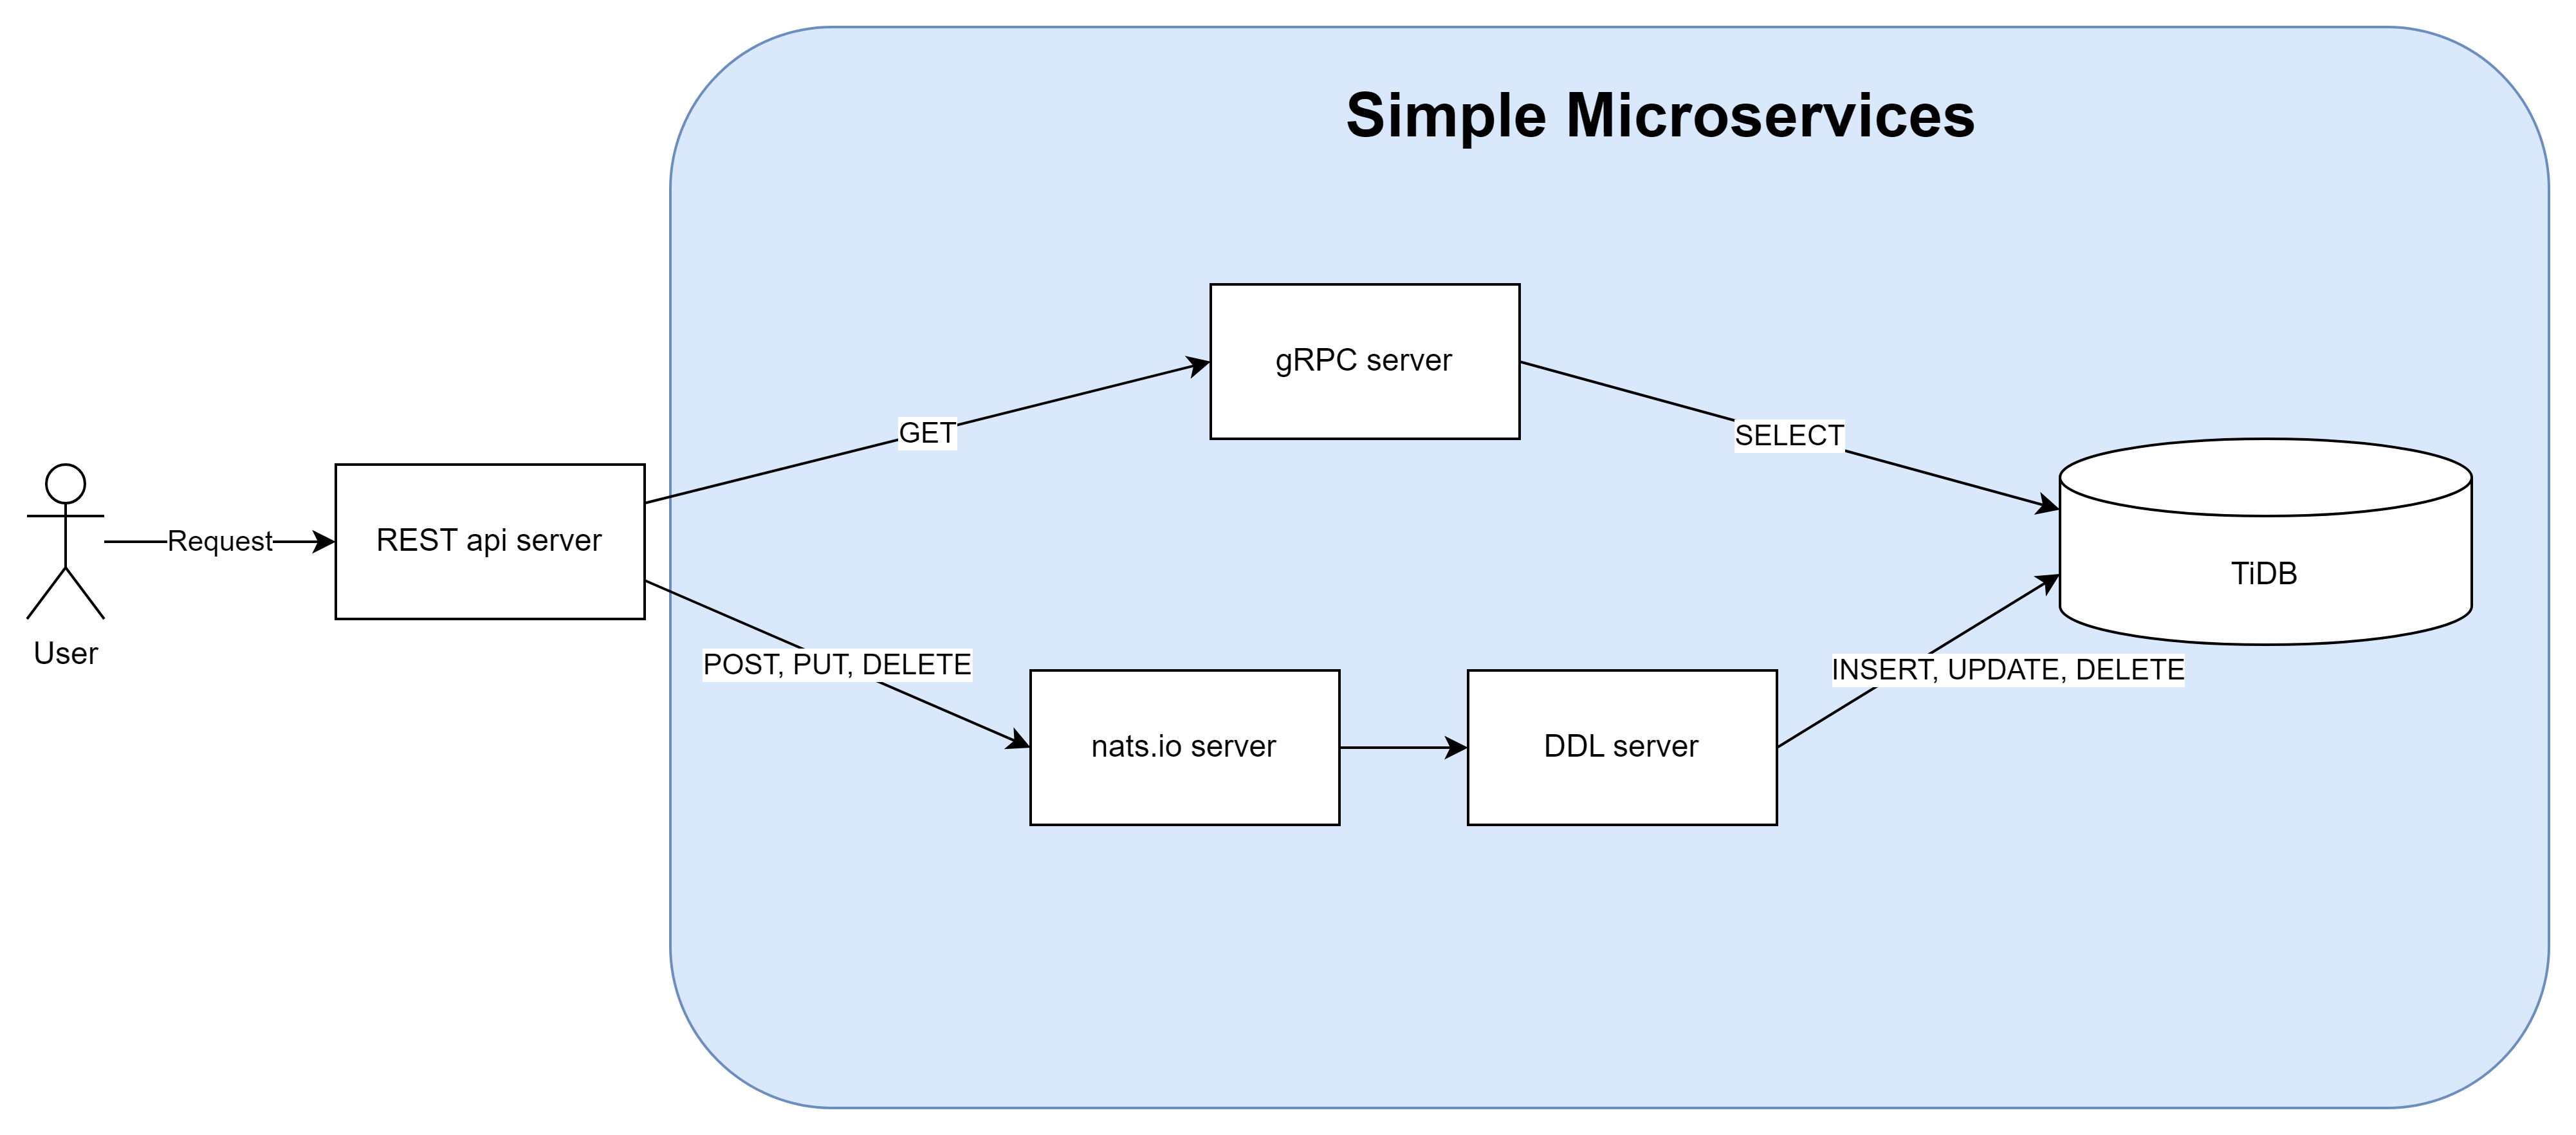 Simple Microservices
gRPC server
GET
SELECT
Request
REST api server
TiDB
User
POST, PUT, DELETE
INSERT, UPDATE, DELETE
nats.io server
DDL server